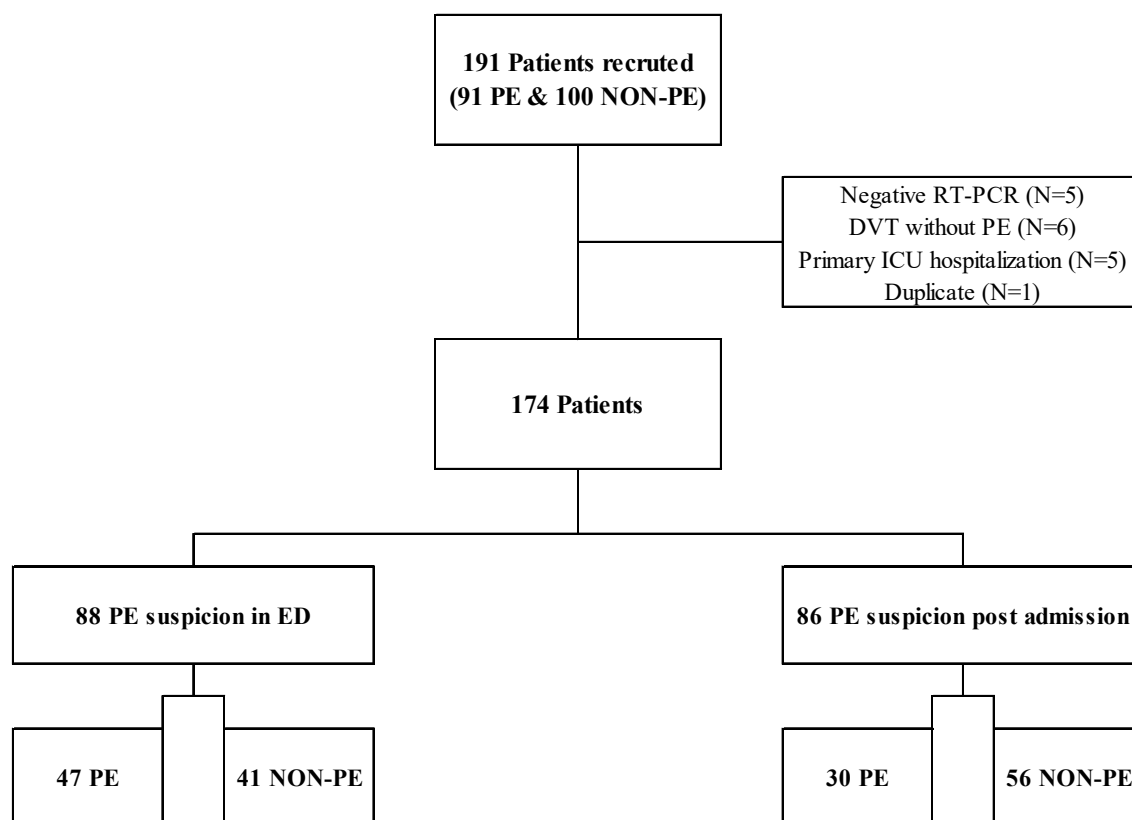 191 Patients recruted
(91 PE & 100 NON-PE)
Negative RT-PCR (N=5)
DVT without PE (N=6)
Primary ICU hospitalization (N=5)
Duplicate (N=1)
174 Patients
88 PE suspicion in ED
86 PE suspicion post admission
47 PE
41 NON-PE
30 PE
56 NON-PE